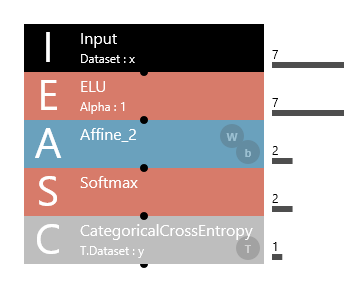 I Input 7
Dataset : x
E ELU 7
Alpha : 1
A Affine_2 W b 2
S Softmax 2
C CategoricalCrossEntropy 1
T.Dataset : y T